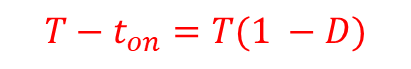 T − t_on = T(1 − D)